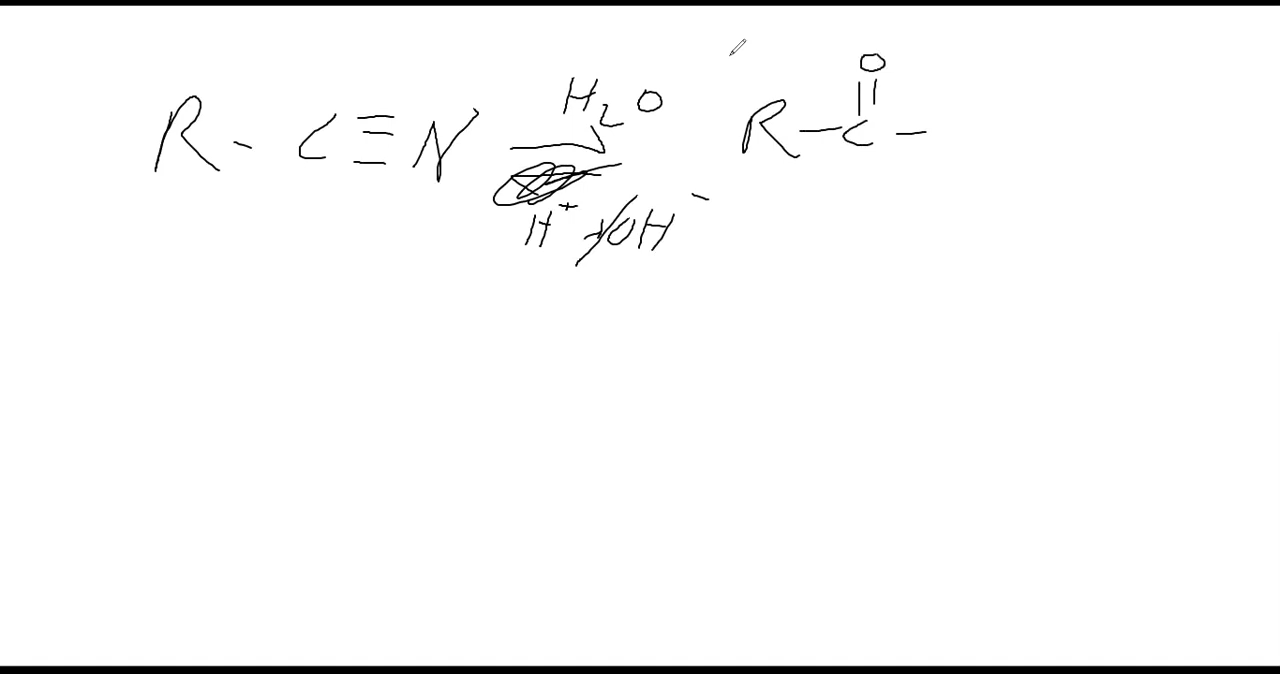 R - C ≡ N H2O R - C -
O
H+ / OH-